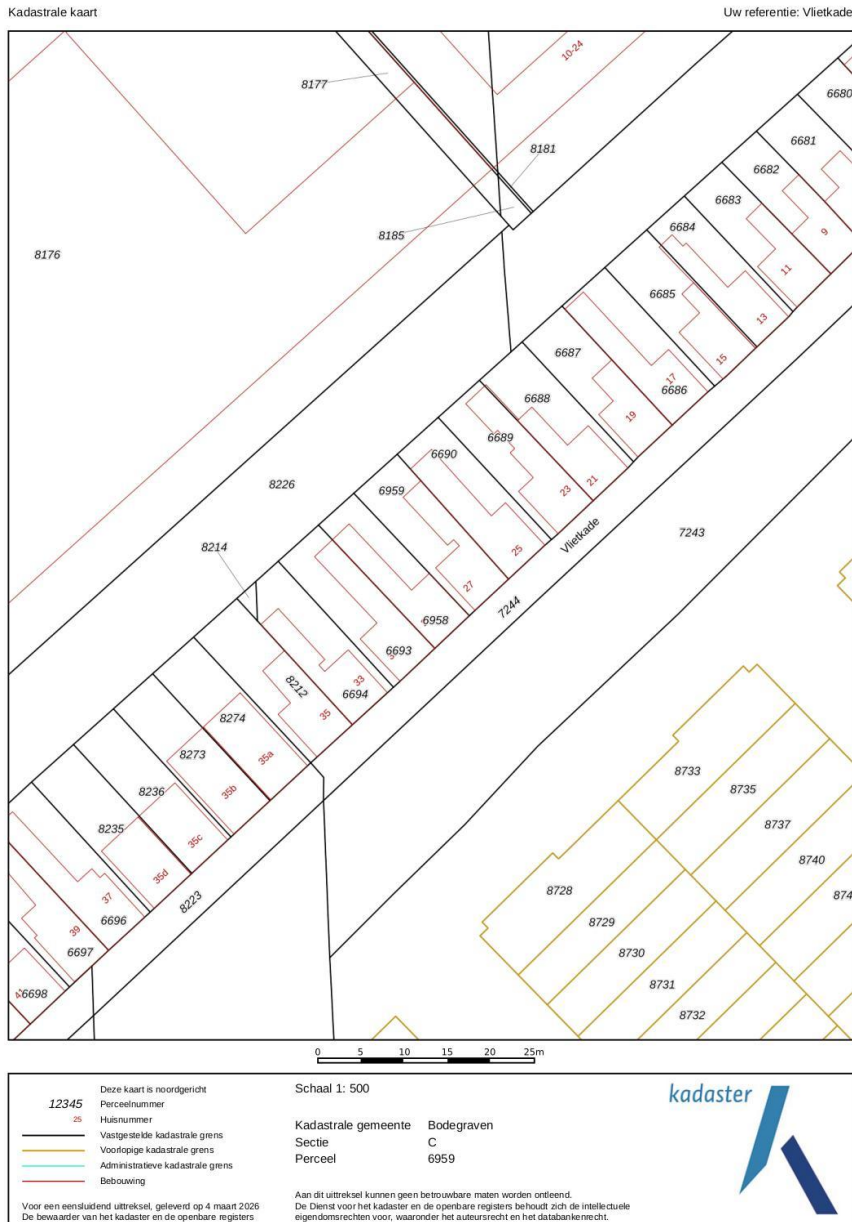 Kadastrale kaart
Uw referentie: Vlietkade
10-24
8177
6680
6681
8181
6682
6683
6684
8185
9
8176
11
6685
13
6687
15
17
6686
6688
19
6689
6690
21
6959
23
8226
Vlietkade
7243
25
8214
27
7244
6958
6693
8212
33
6694
35
8274
8273
35a
8733
8236
35b
8735
8235
35c
8737
35d
8740
8728
37
8223
6696
8729
39
6697
8730
8731
6698
8732
0 5 10 15 20 25m
Deze kaart is noordgericht
12345 Perceelnummer
25 Huisnummer
Vastgestelde kadastrale grens
Voorlopige kadastrale grens
Administratieve kadastrale grens
Bebouwing
Voor een eensluidend uittreksel, geleverd op 4 maart 2026
De bewaarder van het kadaster en de openbare registers
Schaal 1: 500
Kadastrale gemeente Bodegraven
Sectie C
Perceel 6959
Aan dit uittreksel kunnen geen betrouwbare maten worden ontleend.
De Dienst voor het kadaster en de openbare registers behoudt zich de intellectuele
eigendomsrechten voor, waaronder het auteursrecht en het databankenrecht.
kadaster